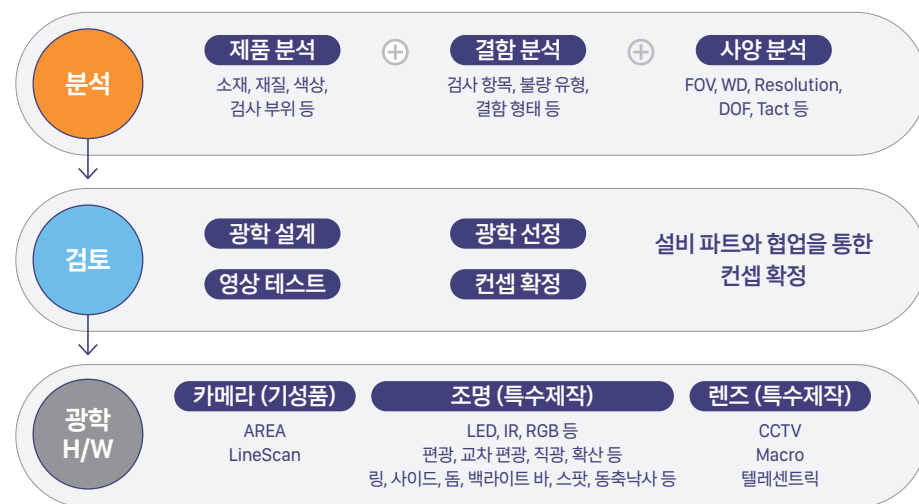 분석
제품 분석
소재, 재질, 색상,
검사 부위 등
결함 분석
검사 항목, 불량 유형,
결함 형태 등
사양 분석
FOV, WD, Resolution,
DOF, Tact 등
검토
광학 설계
영상 테스트
광학 선정
컨셉 확정
설비 파트와 협업을 통한
컨셉 확정
광학
H/W
카메라 (기성품)
AREA
LineScan
조명 (특수제작)
LED, IR, RGB 등
편광, 교차 편광, 직광, 확산 등
링, 사이드, 돔, 백라이트 바, 스팟, 동축낙사 등
렌즈 (특수제작)
CCTV
Macro
텔레센트릭